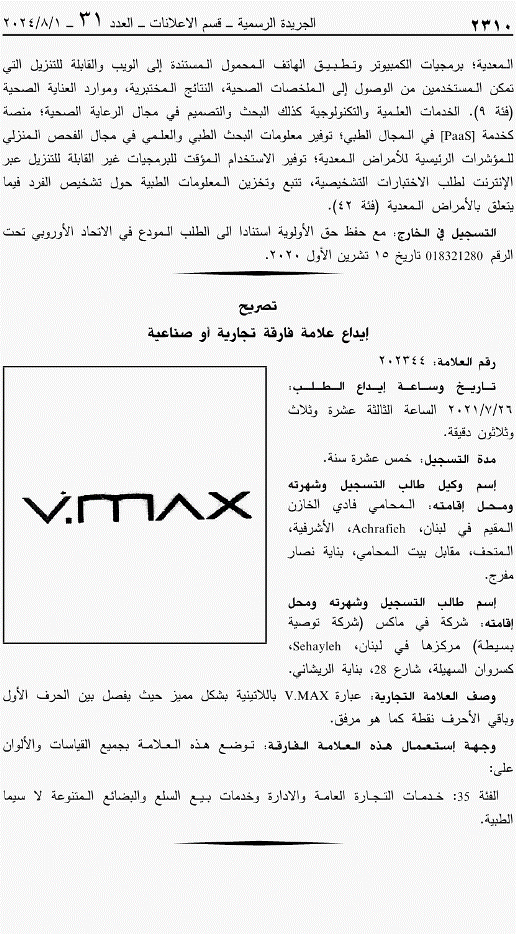 ٢٣١٠
الجريدة الرسمية – قسم الاعلانات – العدد ٣١ – ٢٠٢٤/٨/١
المعدية؛ برمجيات الكمبيوتر وتطبيق الهاتف المحمول المستندة إلى الويب والقابلة للتنزيل التي
تمكن المستخدمين من الوصول إلى الملخصات الصحية، النتائج المختبرية، وموارد العناية الصحية
(فئة ٩). الخدمات العلمية والتكنولوجية كذلك البحث والتصميم في مجال الرعاية الصحية؛ منصة
كخدمة [PaaS] في المجال الطبي؛ توفير معلومات البحث الطبي والعلمي في مجال الفحص المنزلي
للمؤشرات الرئيسية للأمراض المعدية؛ توفير الاستخدام المؤقت للبرمجيات غير القابلة للتنزيل عبر
الإنترنت لطلب الاختبارات التشخيصية، تتبع وتخزين المعلومات الطبية حول تشخيص الفرد فيما
يتعلق بالأمراض المعدية (فئة ٤٢).
التسجيل في الخارج: مع حفظ حق الأولوية استنادا الى الطلب المودع في الاتحاد الأوروبي تحت
الرقم 018321280 تاريخ ١٥ تشرين الأول ٢٠٢٠.
تصريح
إيداع علامة فارقة تجارية أو صناعية
رقم العلامة: ٢٠٢٣٤٤
تاريخ وساعة إيداع الطلب:
٢٠٢١/٧/٢٦ الساعة الثالثة عشرة وثلاث
وثلاثون دقيقة.
مدة التسجيل: خمس عشرة سنة.
إسم وكيل طالب التسجيل وشهرته
ومحل إقامته: المحامي فادي الخازن
المقيم في لبنان، Achrafieh، الأشرفية،
المتحف، مقابل بيت المحامي، بناية نصار
مفرج.
إسم طالب التسجيل وشهرته ومحل
إقامته: شركة في ماكس (شركة توصية
بسيطة) مركزها في لبنان، Sehayleh،
كسروان السهيلة، شارع 28، بناية الريشاني.
V.MAX
وصف العلامة التجارية: عبارة V.MAX باللاتينية بشكل مميز حيث يفصل بين الحرف الأول
وباقي الأحرف نقطة كما هو مرفق.
وجهة إستعمال هذه العلامة الفارقة: توضع هذه العلامة بجميع القياسات والألوان
على:
الفئة 35: خدمات التجارة العامة والادارة وخدمات بيع السلع والبضائع المتنوعة لا سيما
الطبية.